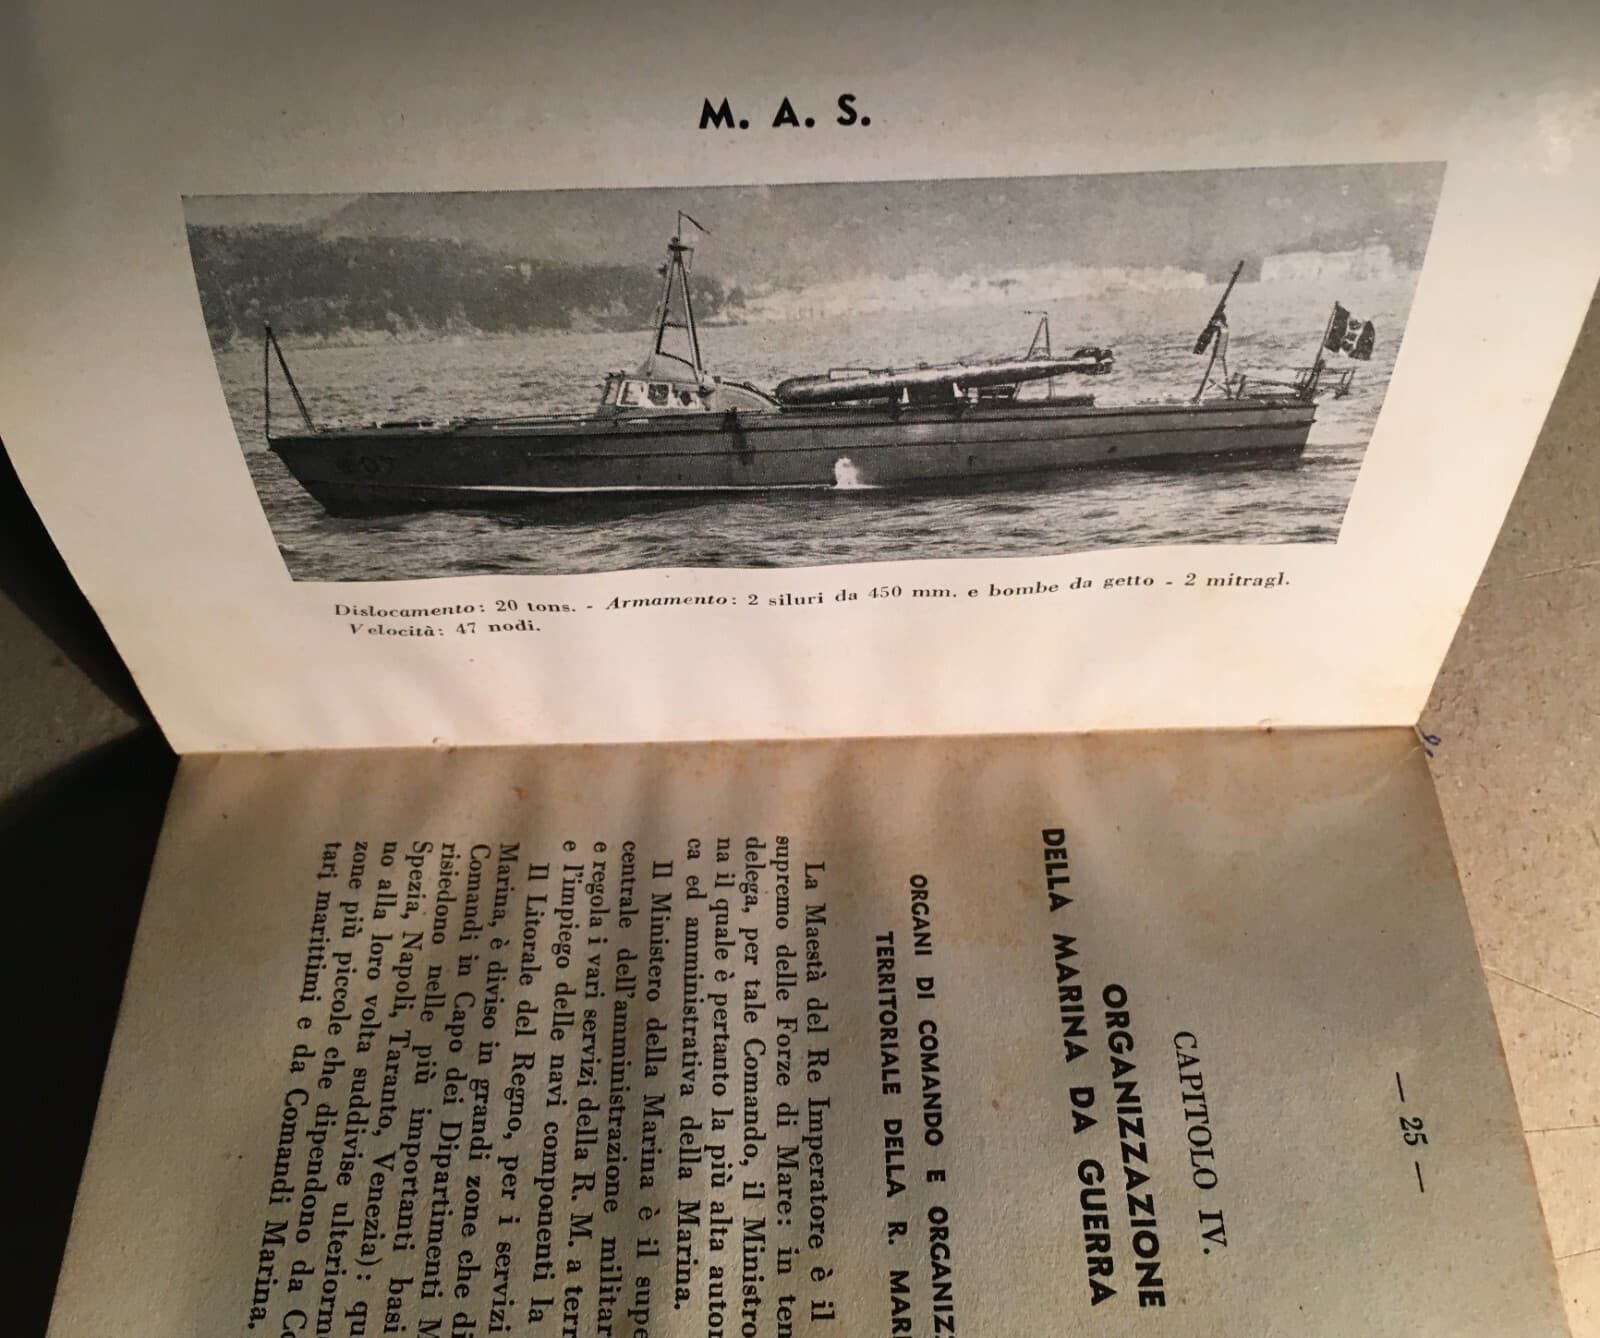 M. A. S.
Dislocamento: 20 tons. - Armamento: 2 siluri da 450 mm. e bombe da getto - 2 mitragl.
Velocità: 47 nodi.
— 25 —
CAPITOLO IV.
ORGANIZZAZIONE
DELLA MARINA DA GUERRA
ORGANI DI COMANDO E ORGANIZ
TERRITORIALE DELLA R. MAR
La Maestà del Re Imperatore è il
supremo delle Forze di Mare: in ten
delega, per tale Comando, il Ministro
na il quale è pertanto la più alta autor
ca ed amministrativa della Marina.
Il Ministero della Marina è il supe
centrale dell'amministrazione militar
e regola i vari servizi della R. M. a terr
e l'impiego delle navi componenti la
Il Litorale del Regno, per i servizi
Marina, è diviso in grandi zone che di
Comandi in Capo dei Dipartimenti M
risiedono nelle più importanti basi
Spezia, Napoli, Taranto, Venezia): qu
no alla loro volta suddivise ulteriorm
zone più piccole che dipendono da Co
tari marittimi e da Comandi Marina.